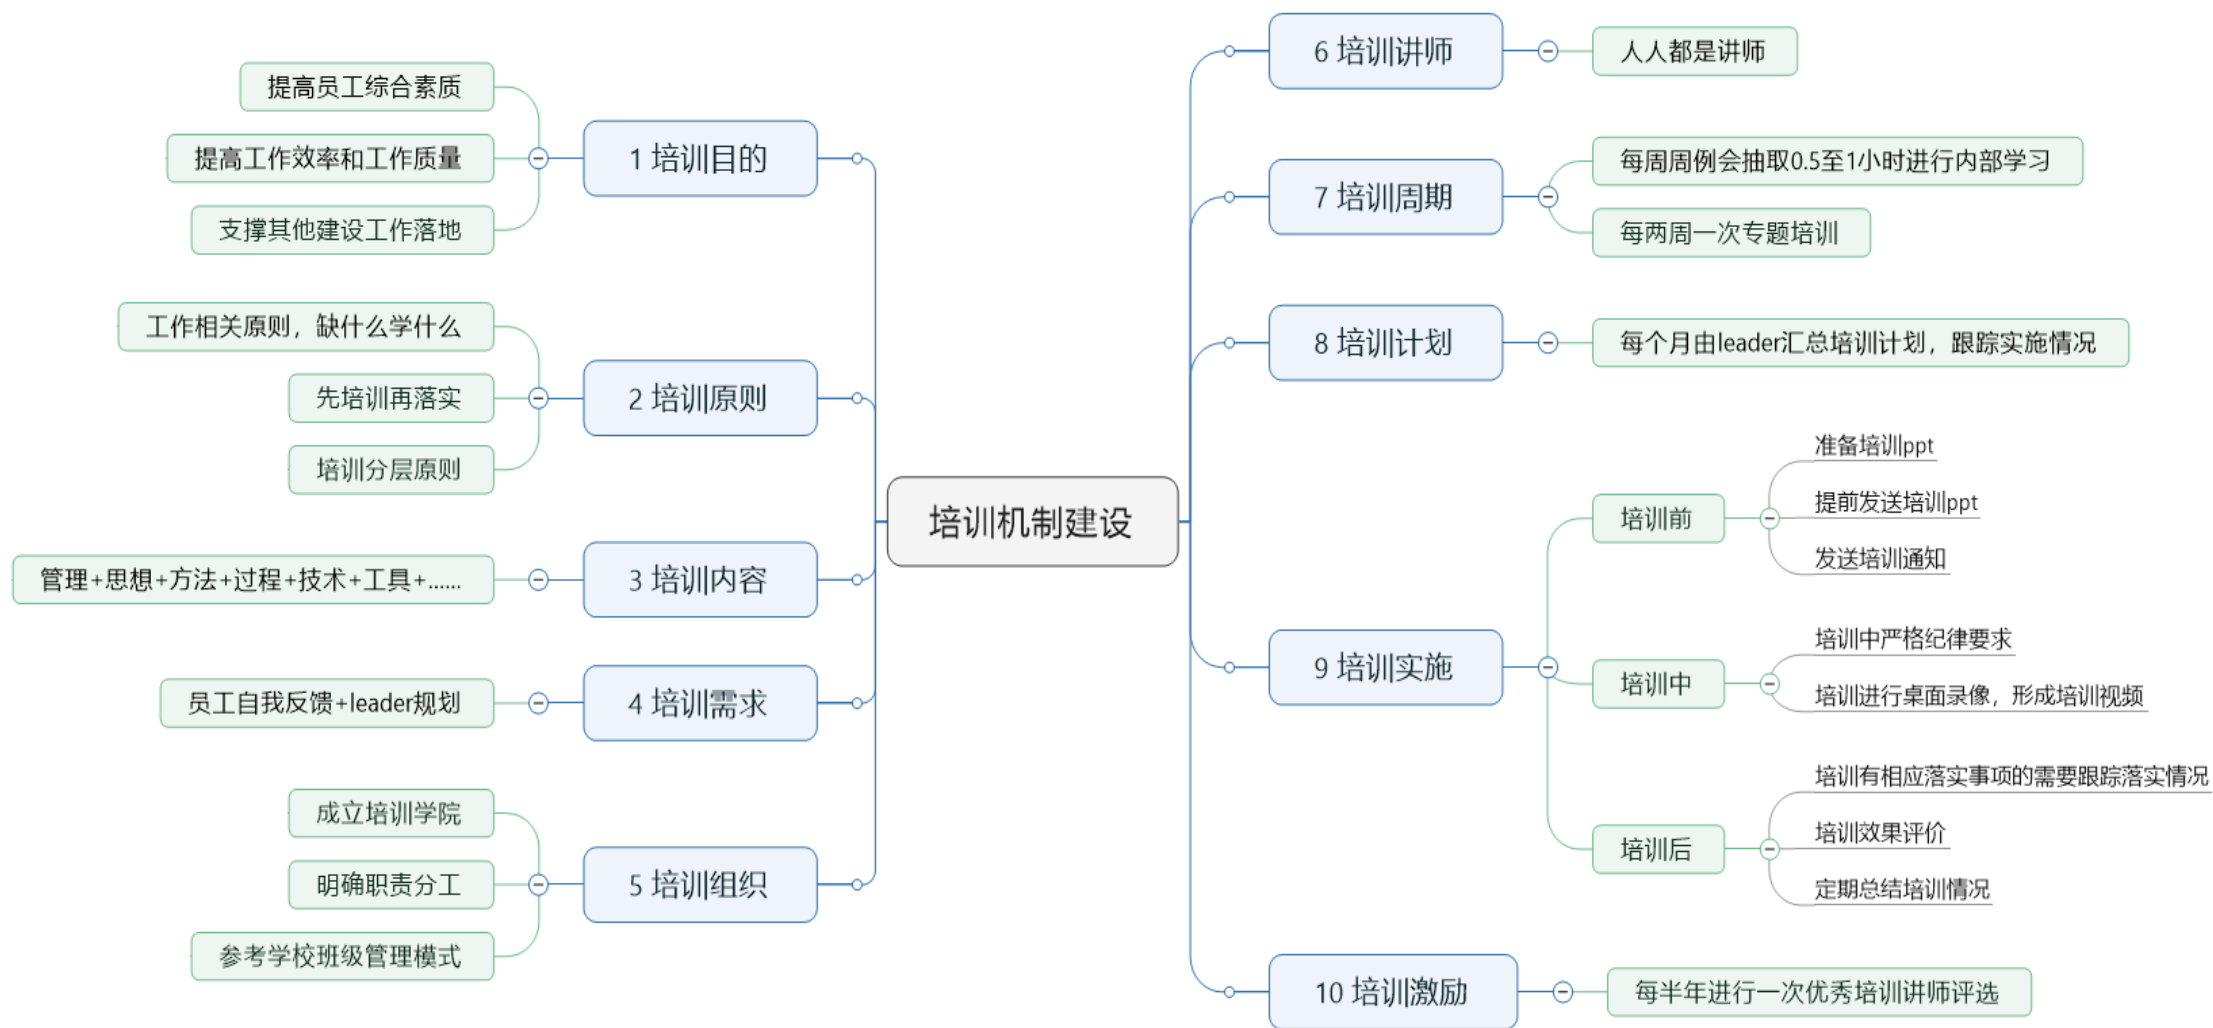 培训机制建设
1 培训目的
提高员工综合素质
提高工作效率和工作质量
支撑其他建设工作落地
2 培训原则
工作相关原则，缺什么学什么
先培训再落实
培训分层原则
3 培训内容
管理+思想+方法+过程+技术+工具+......
4 培训需求
员工自我反馈+leader规划
5 培训组织
成立培训学院
明确职责分工
参考学校班级管理模式
6 培训讲师
人人都是讲师
7 培训周期
每周周例会抽取0.5至1小时进行内部学习
每两周一次专题培训
8 培训计划
每个月由leader汇总培训计划，跟踪实施情况
9 培训实施
培训前
准备培训ppt
提前发送培训ppt
发送培训通知
培训中
培训中严格纪律要求
培训进行桌面录像，形成培训视频
培训后
培训有相应落实事项的需要跟踪落实情况
培训效果评价
定期总结培训情况
10 培训激励
每半年进行一次优秀培训讲师评选